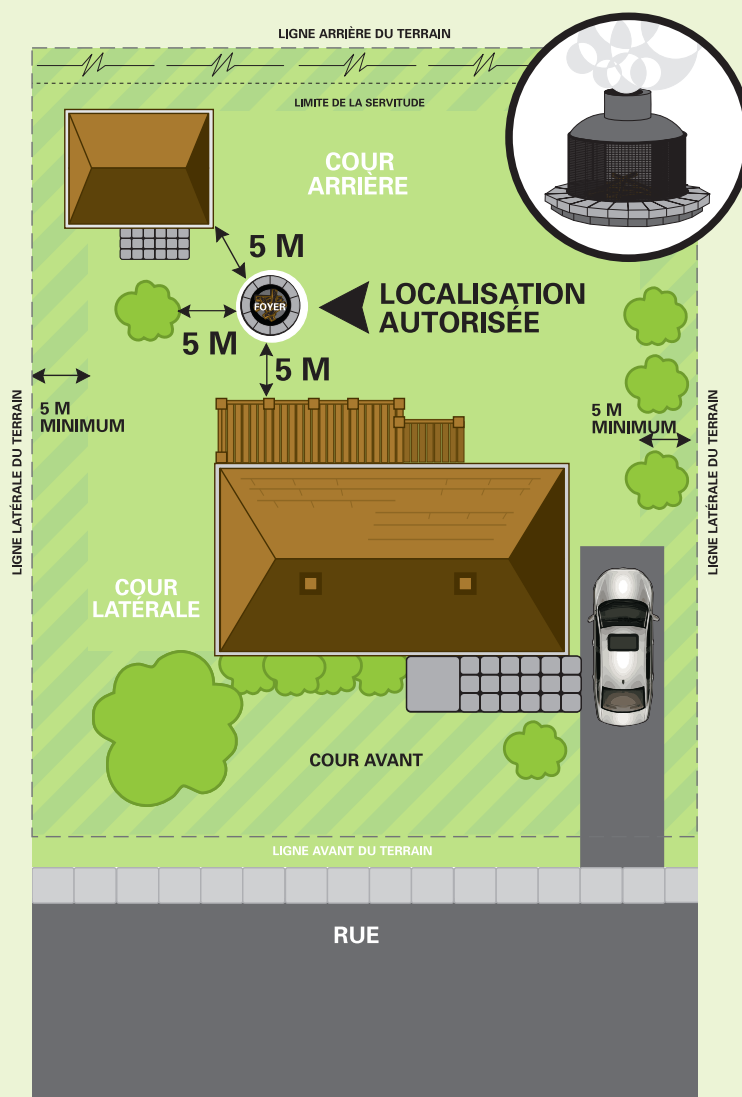 LIGNE ARRIÈRE DU TERRAIN
LIMITE DE LA SERVITUDE
COUR
ARRIÈRE
5 M
FOYER
LOCALISATION
AUTORISÉE
5 M
5 M
5 M
MINIMUM
5 M
MINIMUM
LIGNE LATÉRALE DU TERRAIN
LIGNE LATÉRALE DU TERRAIN
COUR
LATÉRALE
COUR AVANT
LIGNE AVANT DU TERRAIN
RUE